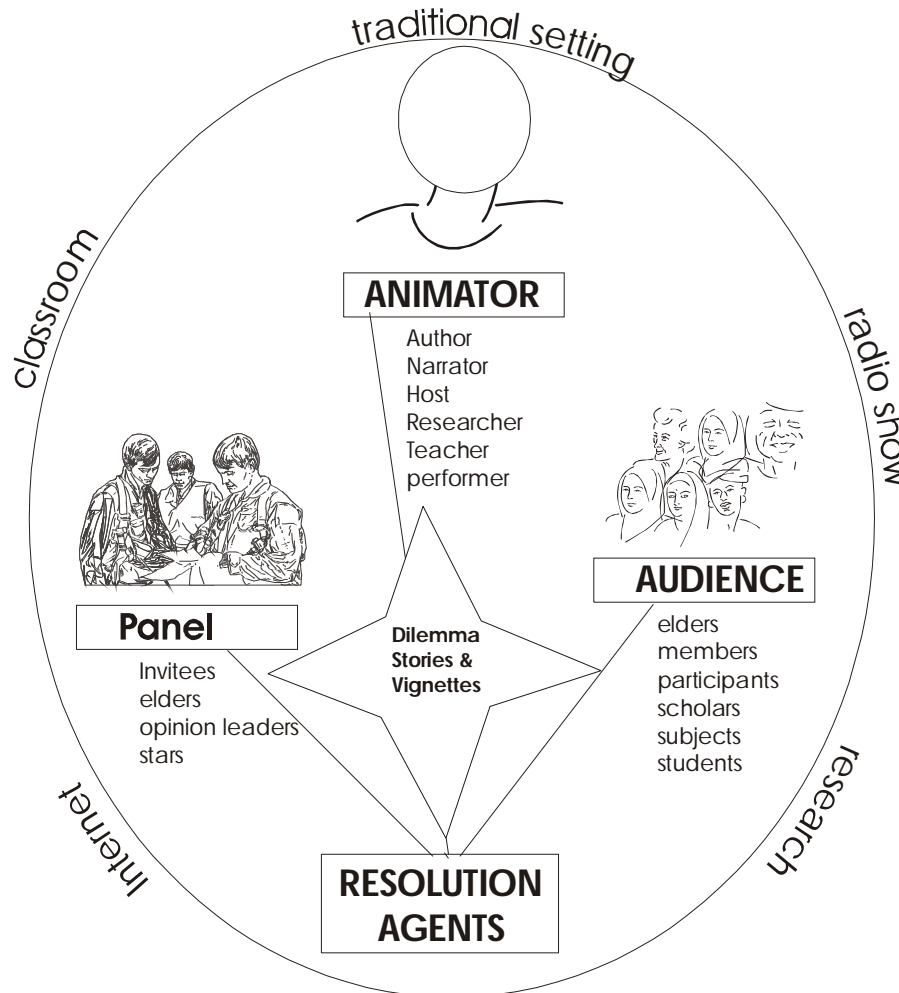 traditional setting
classroom
radio show
ANIMATOR
Author
Narrator
Host
Researcher
Teacher
performer
Panel
Invitees
elders
opinion leaders
stars
Dilemma
Stories &
Vignettes
AUDIENCE
elders
members
participants
scholars
subjects
students
Internet
research
RESOLUTION
AGENTS